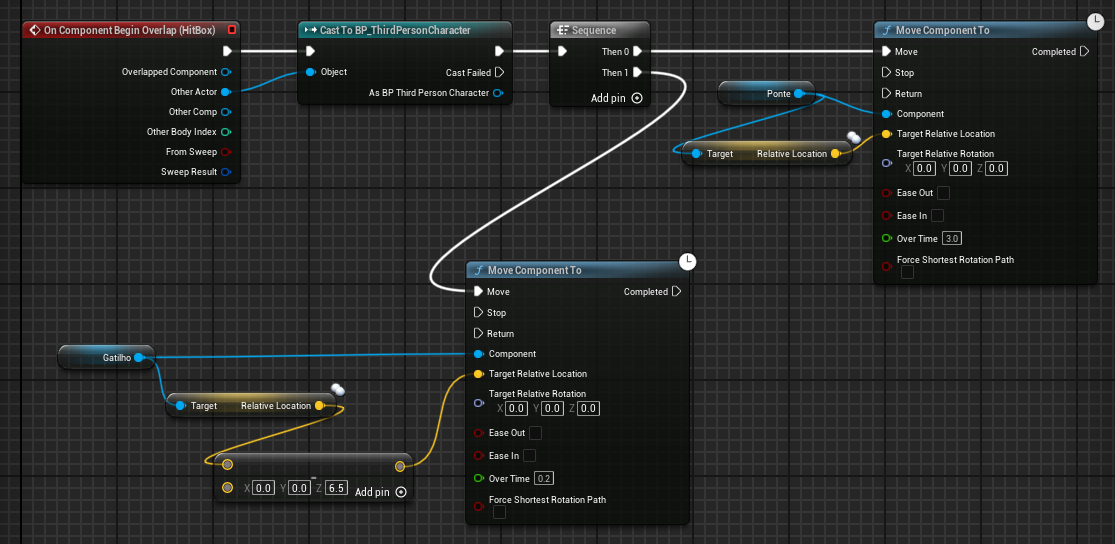 On Component Begin Overlap (HitBox)
Overlapped Component
Other Actor
Other Comp
Other Body Index
From Sweep
Sweep Result
Cast To BP_ThirdPersonCharacter
Object
Cast Failed
As BP Third Person Character
Sequence
Then 0
Then 1
Add pin
Ponte
Target Relative Location
Move Component To
Move Completed
Stop
Return
Component
Target Relative Location
Target Relative Rotation
X 0.0 Y 0.0 Z 0.0
Ease Out
Ease In
Over Time 3.0
Force Shortest Rotation Path
Gatilho
Target Relative Location
-
X 0.0 Y 0.0 Z 6.5 Add pin
f Move Component To
Move Completed
Stop
Return
Component
Target Relative Location
Target Relative Rotation
X 0.0 Y 0.0 Z 0.0
Ease Out
Ease In
Over Time 0.2
Force Shortest Rotation Path